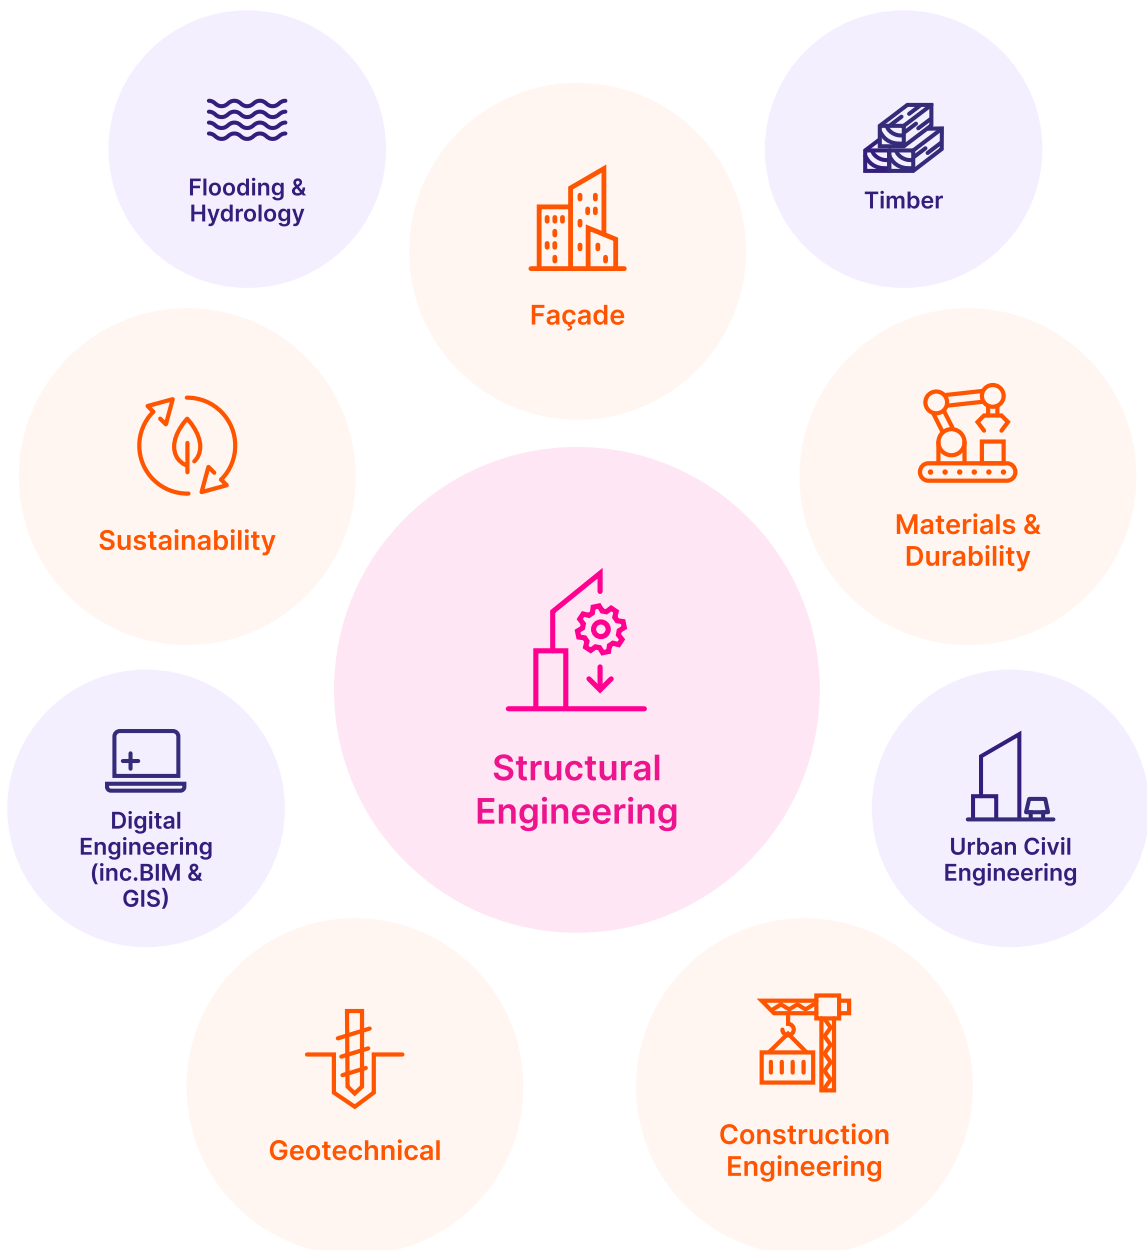 Flooding &
Hydrology
Timber
Façade
Sustainability
Materials &
Durability
Structural
Engineering
Digital
Engineering
(inc.BIM &
GIS)
Urban Civil
Engineering
Geotechnical
Construction
Engineering